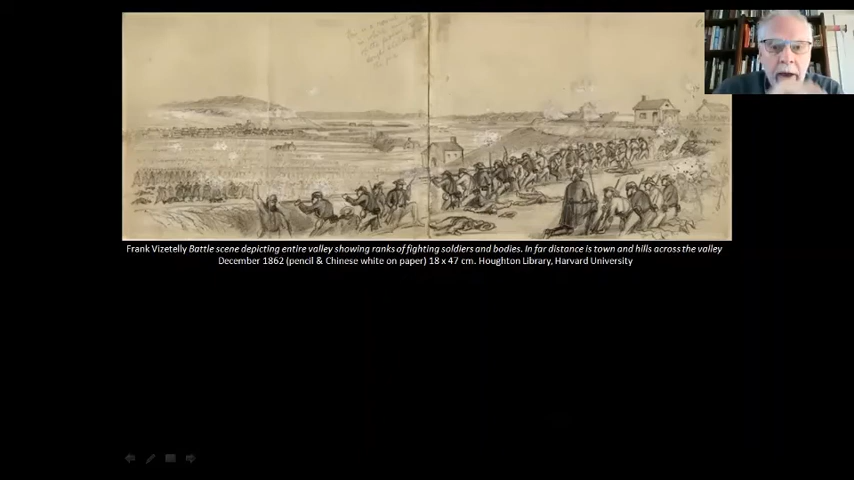 Frank Vizetelly Battle scene depicting entire valley showing ranks of fighting soldiers and bodies. In far distance is town and hills across the valley
December 1862 (pencil & Chinese white on paper) 18 x 47 cm. Houghton Library, Harvard University